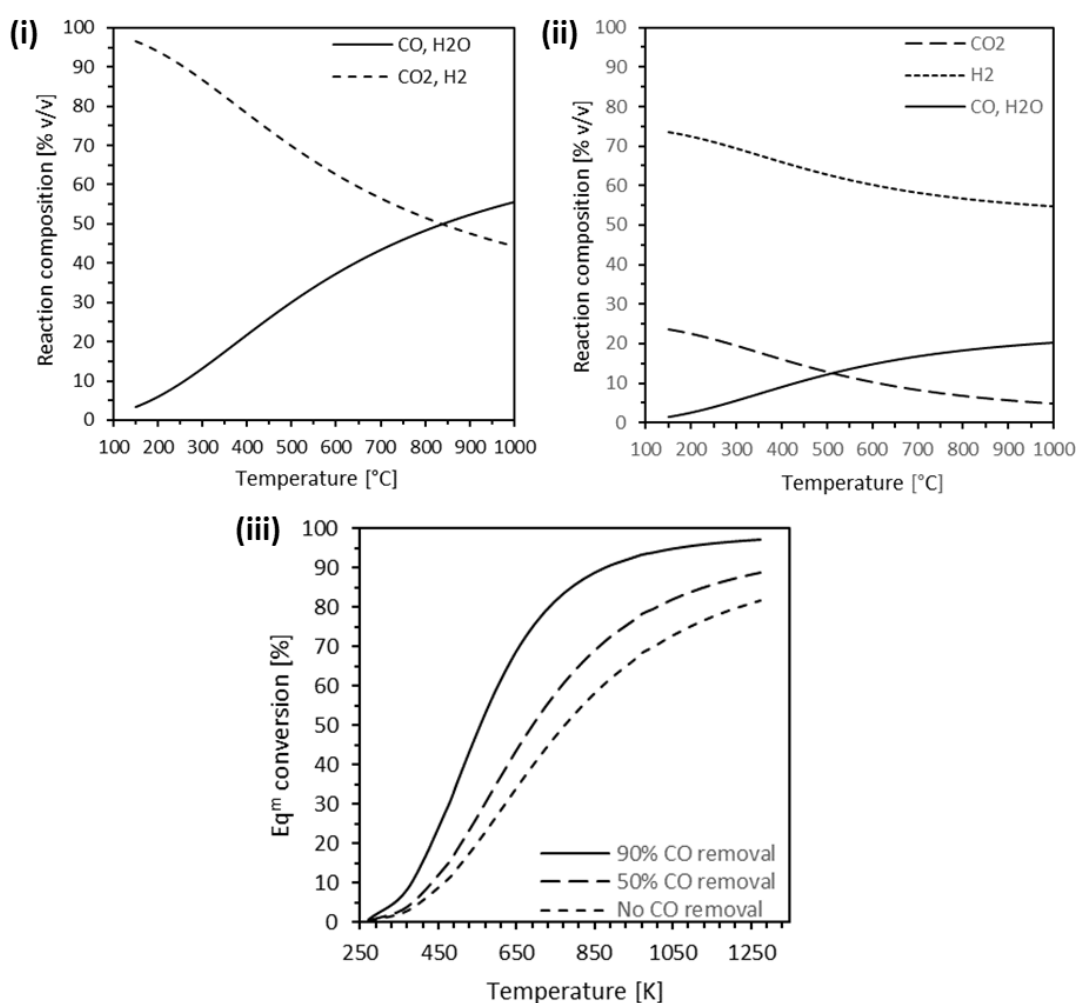 (i)
Reaction composition [% v/v]
100
90
80
70
60
50
40
30
20
10
0
CO, H2O
CO2, H2
100 200 300 400 500 600 700 800 900 1000
Temperature [°C]
(ii)
Reaction composition [% v/v]
100
90
80
70
60
50
40
30
20
10
0
CO2
H2
CO, H2O
100 200 300 400 500 600 700 800 900 1000
Temperature [°C]
(iii)
Eqᵐ conversion [%]
100
90
80
70
60
50
40
30
20
10
0
90% CO removal
50% CO removal
No CO removal
250 450 650 850 1050 1250
Temperature [K]